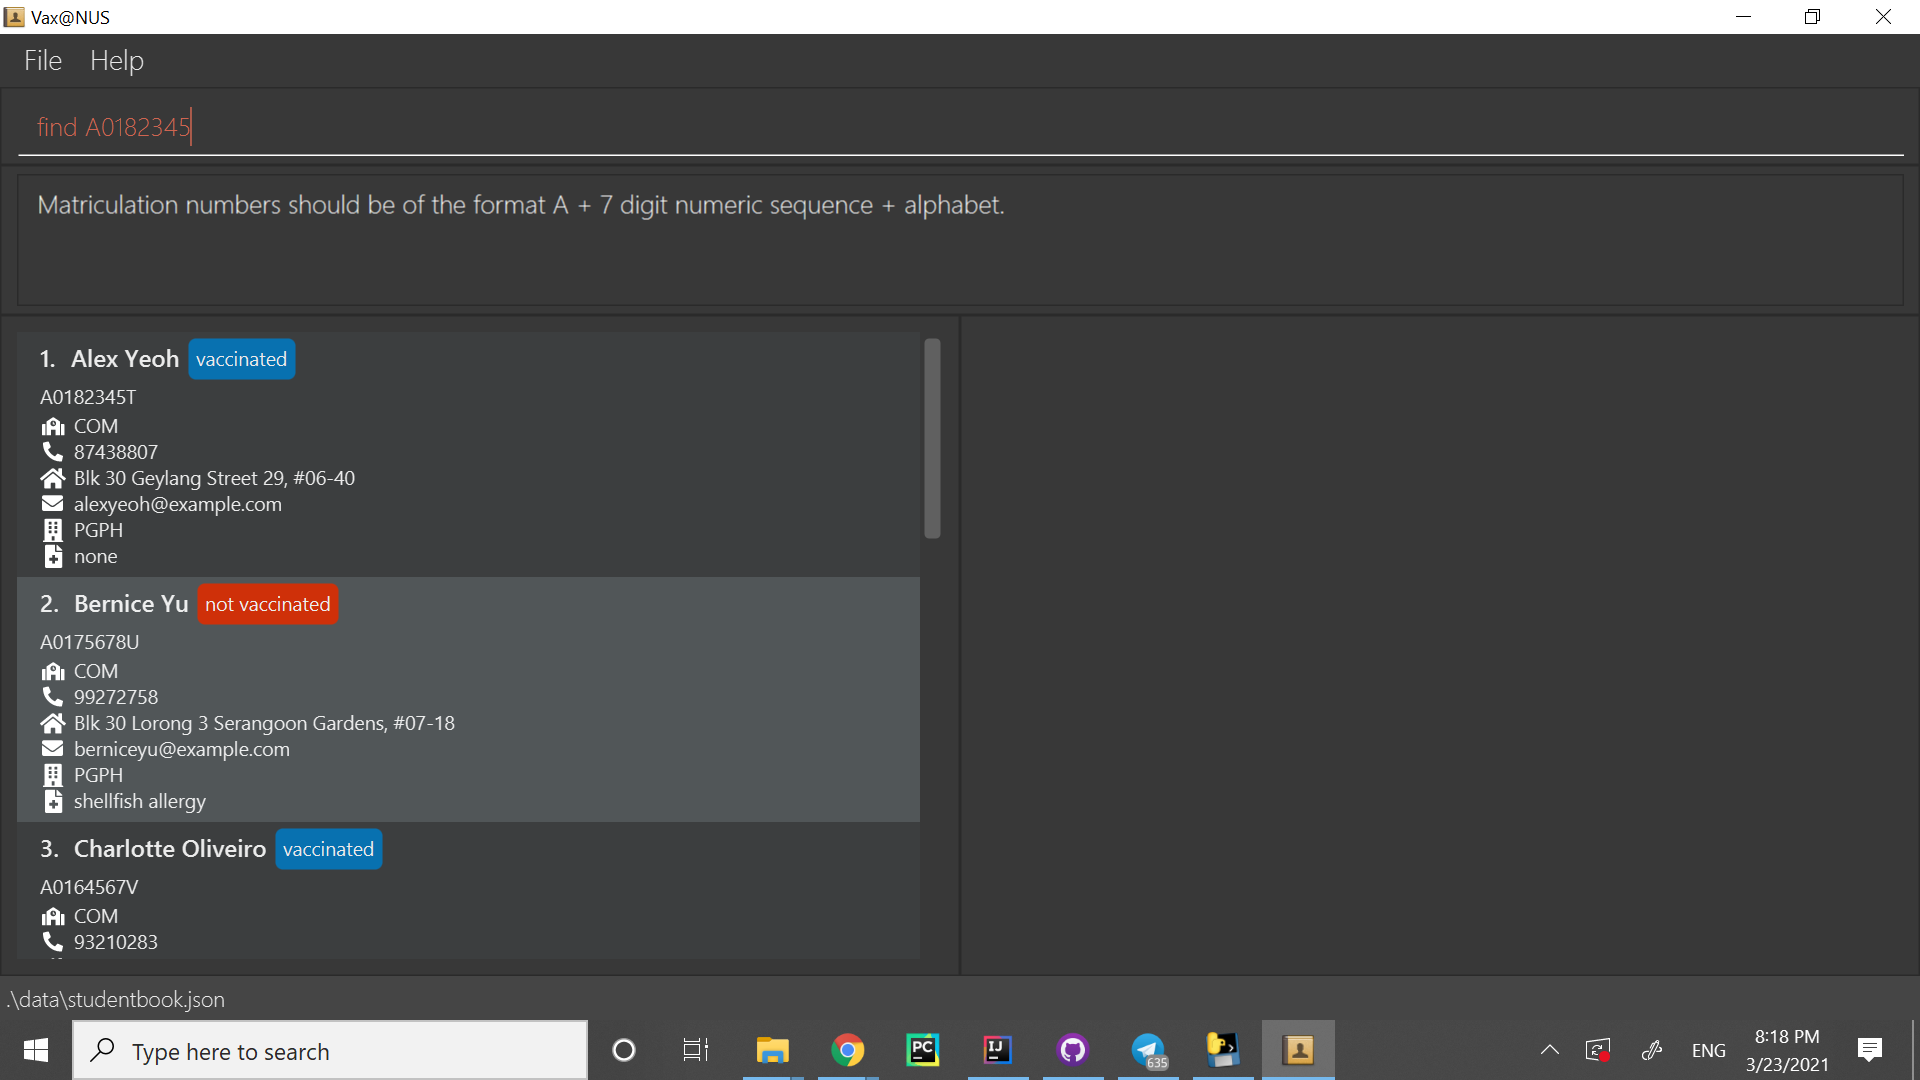 Vax@NUS
File Help
find A0182345
Matriculation numbers should be of the format A + 7 digit numeric sequence + alphabet.
1. Alex Yeoh vaccinated
A0182345T
COM
87438807
Blk 30 Geylang Street 29, #06-40
alexyeoh@example.com
PGPH
none
2. Bernice Yu not vaccinated
A0175678U
COM
99272758
Blk 30 Lorong 3 Serangoon Gardens, #07-18
berniceyu@example.com
PGPH
shellfish allergy
3. Charlotte Oliveiro vaccinated
A0164567V
COM
93210283
.\data\studentbook.json
Type here to search
PC
IJ
635
ENG
8:18 PM
3/23/2021